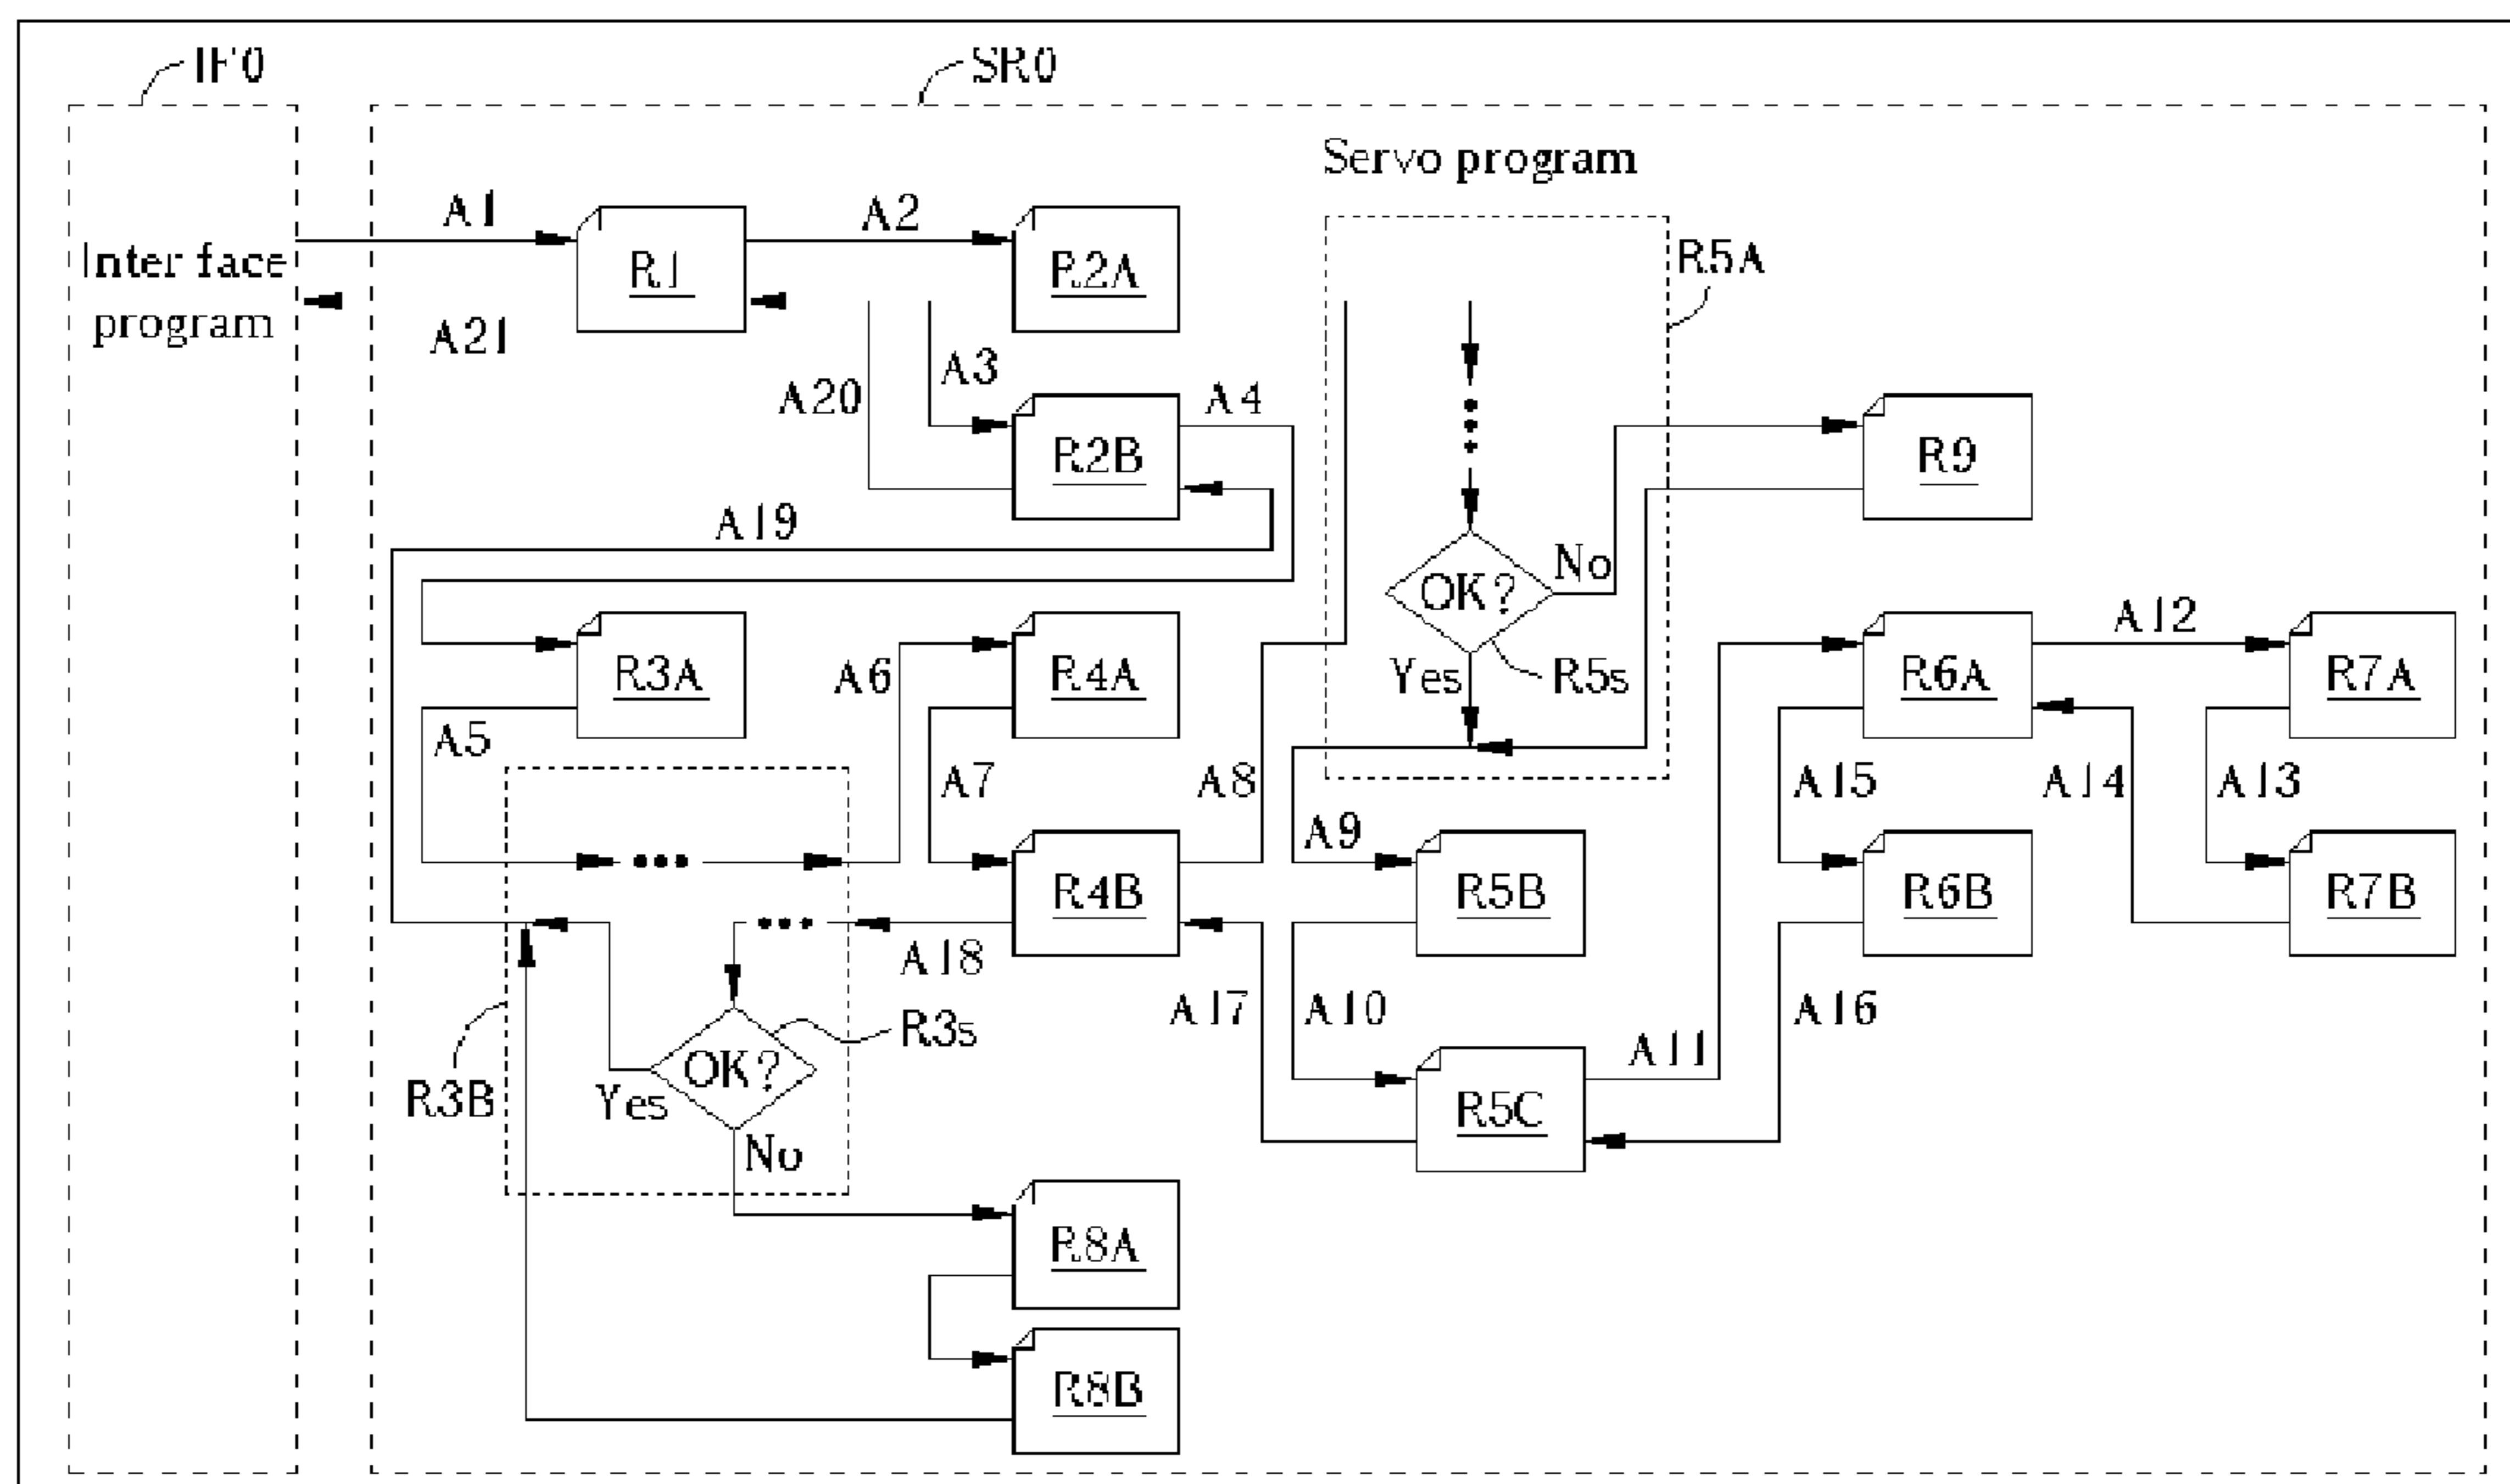 IF0
SR0
Servo program
A1
A2
Inter face
program
R1
R2A
R5A
A21
A3
A20
A4
R2B
R9
A19
No
OK?
A12
R3A
A6
R4A
Yes
R5s
R6A
R7A
A5
A7
A8
A15
A14
A13
A9
R4B
R5B
R6B
R7B
A18
A17
A10
A16
R3s
A11
OK?
R3B
Yes
R5C
No
R8A
R8B